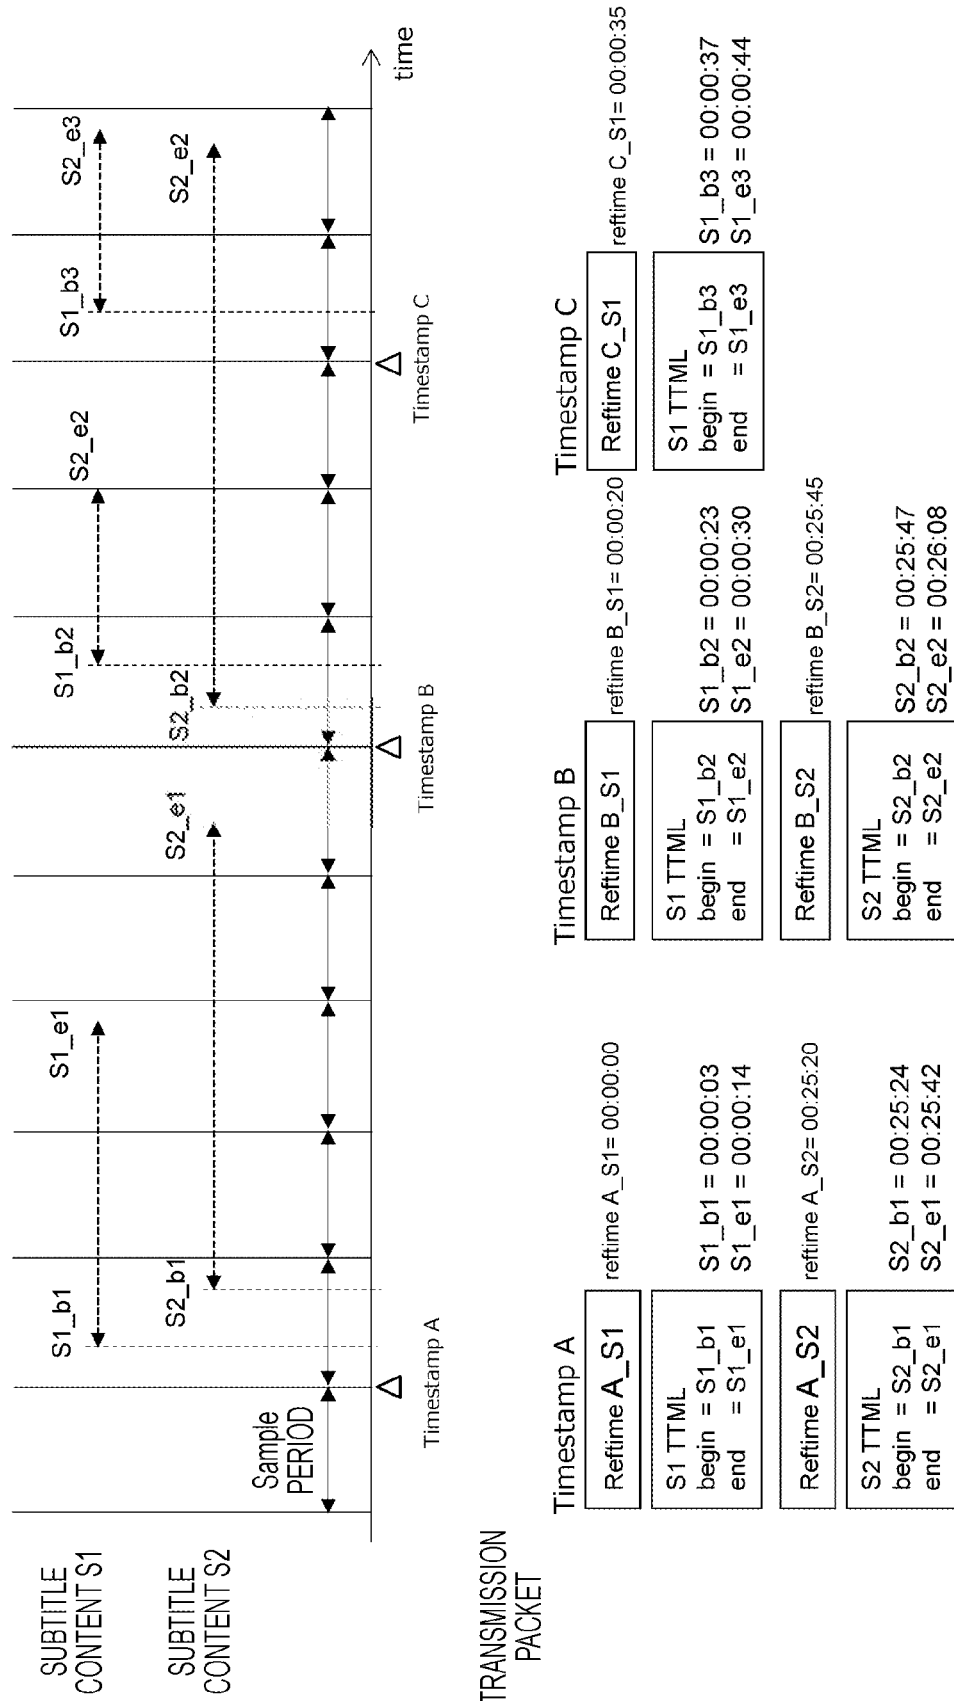 SUBTITLE
CONTENT S1
S1_b1
S1_e1
S1_b2
S2_e2
S1_b3
S2_e3
SUBTITLE
CONTENT S2
S2_b1
S2_e1
S2_b2
S2_e2
Sample
PERIOD
time
Timestamp A
Timestamp B
Timestamp C
TRANSMISSION
PACKET
Timestamp A
Reftime A_S1
reftime A_S1= 00:00:00
S1 TTML
begin = S1_b1
end = S1_e1
S1_b1 = 00:00:03
S1_e1 = 00:00:14
Reftime A_S2
reftime A_S2= 00:25:20
S2 TTML
begin = S2_b1
end = S2_e1
S2_b1 = 00:25:24
S2_e1 = 00:25:42
Timestamp B
Reftime B_S1
reftime B_S1= 00:00:20
S1 TTML
begin = S1_b2
end = S1_e2
S1_b2 = 00:00:23
S1_e2 = 00:00:30
Reftime B_S2
reftime B_S2= 00:25:45
S2 TTML
begin = S2_b2
end = S2_e2
S2_b2 = 00:25:47
S2_e2 = 00:26:08
Timestamp C
Reftime C_S1
reftime C_S1= 00:00:35
S1 TTML
begin = S1_b3
end = S1_e3
S1_b3 = 00:00:37
S1_e3 = 00:00:44